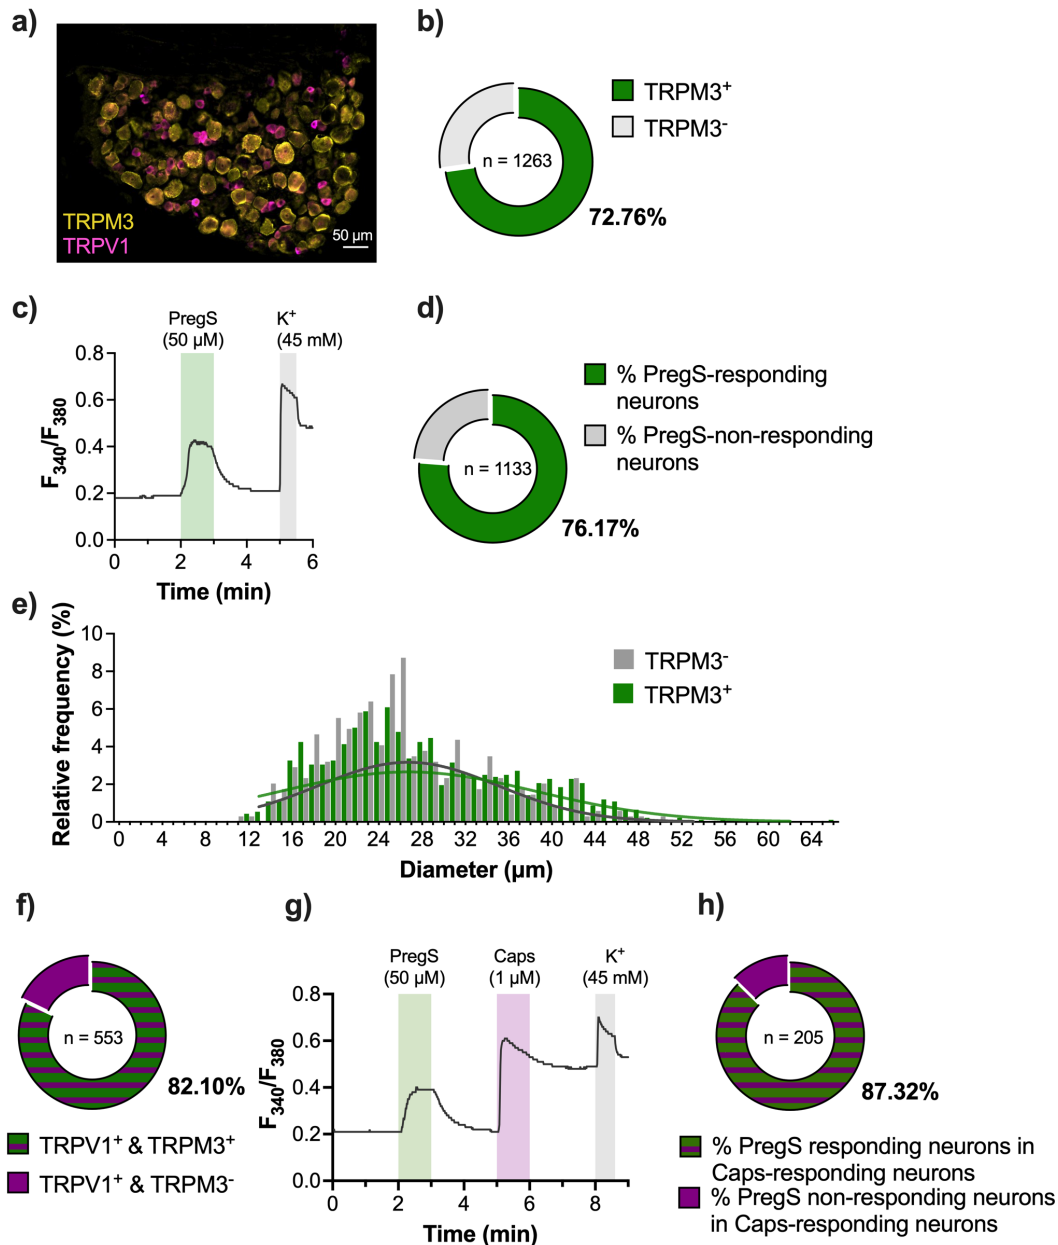 a)
TRPM3
TRPV1
50 µm
b)
TRPM3+
TRPM3-
n = 1263
72.76%
c)
PregS
(50 µM)
K+
(45 mM)
0.8
0.6
0.4
0.2
0.0
F340/F380
0 2 4 6
Time (min)
d)
% PregS-responding
neurons
% PregS-non-responding
neurons
n = 1133
76.17%
e)
Relative frequency (%)
10
8
6
4
2
0
TRPM3-
TRPM3+
0 4 8 12 16 20 24 28 32 36 40 44 48 52 56 60 64
Diameter (µm)
f)
n = 553
82.10%
TRPV1+ & TRPM3+
TRPV1+ & TRPM3-
g)
PregS
(50 µM)
Caps
(1 µM)
K+
(45 mM)
0.8
0.6
0.4
0.2
0.0
F340/F380
0 2 4 6 8
Time (min)
h)
n = 205
87.32%
% PregS responding neurons in
Caps-responding neurons
% PregS non-responding neurons
in Caps-responding neurons